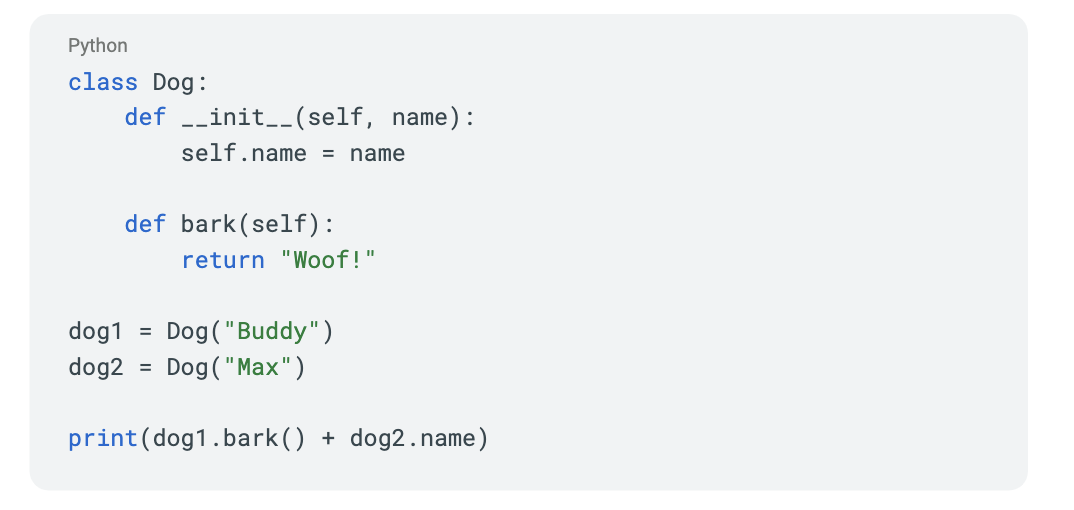 Python
class Dog:
    def __init__(self, name):
        self.name = name

    def bark(self):
        return "Woof!"

dog1 = Dog("Buddy")
dog2 = Dog("Max")

print(dog1.bark() + dog2.name)